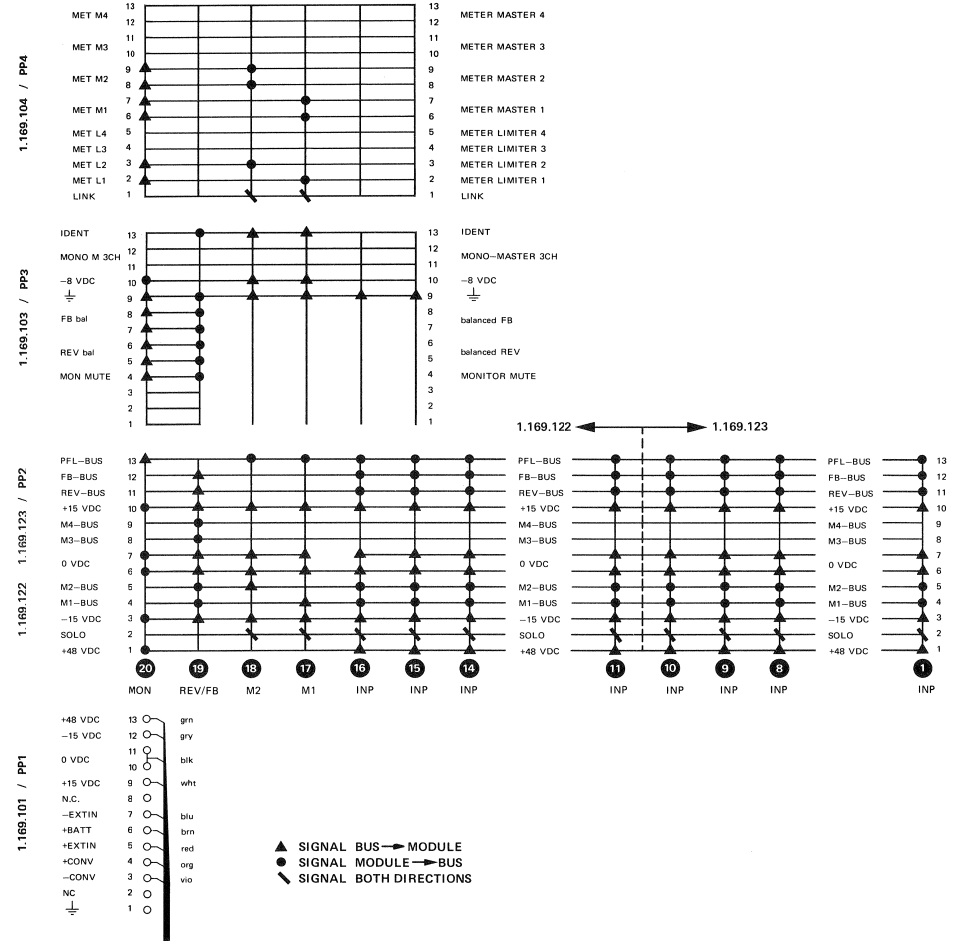 1.169.104 / PP4
13 13
MET M4 METER MASTER 4
12 12
11 11
MET M3 METER MASTER 3
10 10
9 9
MET M2 METER MASTER 2
8 8
7 7
MET M1 METER MASTER 1
6 6
MET L4 5 5 METER LIMITER 4
MET L3 4 4 METER LIMITER 3
MET L2 3 3 METER LIMITER 2
MET L1 2 2 METER LIMITER 1
LINK 1 1 LINK
1.169.103 / PP3
IDENT 13 13 IDENT
12 12
MONO M 3CH MONO-MASTER 3CH
11 11
-8 VDC 10 10 -8 VDC
9 9
8 8
FB bal balanced FB
7 7
6 6
REV bal balanced REV
5 5
MON MUTE 4 4 MONITOR MUTE
3 3
2 2
1 1
1.169.122 1.169.123
1.169.122 1.169.123 / PP2
PFL-BUS 13 PFL-BUS PFL-BUS 13
FB-BUS 12 FB-BUS FB-BUS 12
REV-BUS 11 REV-BUS REV-BUS 11
+15 VDC 10 +15 VDC +15 VDC 10
M4-BUS 9 M4-BUS M4-BUS 9
M3-BUS 8 M3-BUS M3-BUS 8
7 7
0 VDC 0 VDC 0 VDC
6 6
M2-BUS 5 M2-BUS M2-BUS 5
M1-BUS 4 M1-BUS M1-BUS 4
-15 VDC 3 -15 VDC -15 VDC 3
SOLO 2 SOLO SOLO 2
+48 VDC 1 +48 VDC +48 VDC 1
20 19 18 17 16 15 14 11 10 9 8 1
MON REV/FB M2 M1 INP INP INP INP INP INP INP INP
1.169.101 / PP1
+48 VDC 13 grn
-15 VDC 12 gry
11
0 VDC blk
10
+15 VDC 9 wht
N.C. 8
-EXTIN 7 blu
+BATT 6 brn
+EXTIN 5 red
+CONV 4 org
-CONV 3 vio
NC 2
1
SIGNAL BUS MODULE
SIGNAL MODULE BUS
SIGNAL BOTH DIRECTIONS